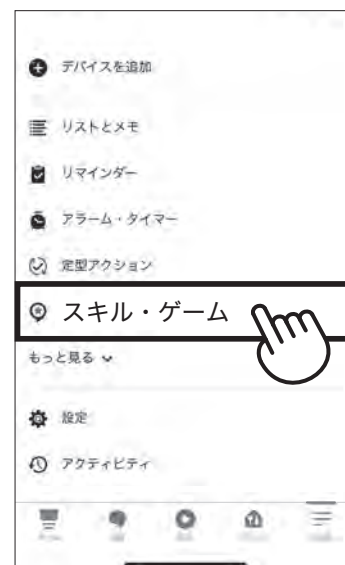 デバイスを追加
リストとメモ
リマインダー
アラーム・タイマー
定型アクション
スキル・ゲーム
もっと見る
設定
アクティビティ